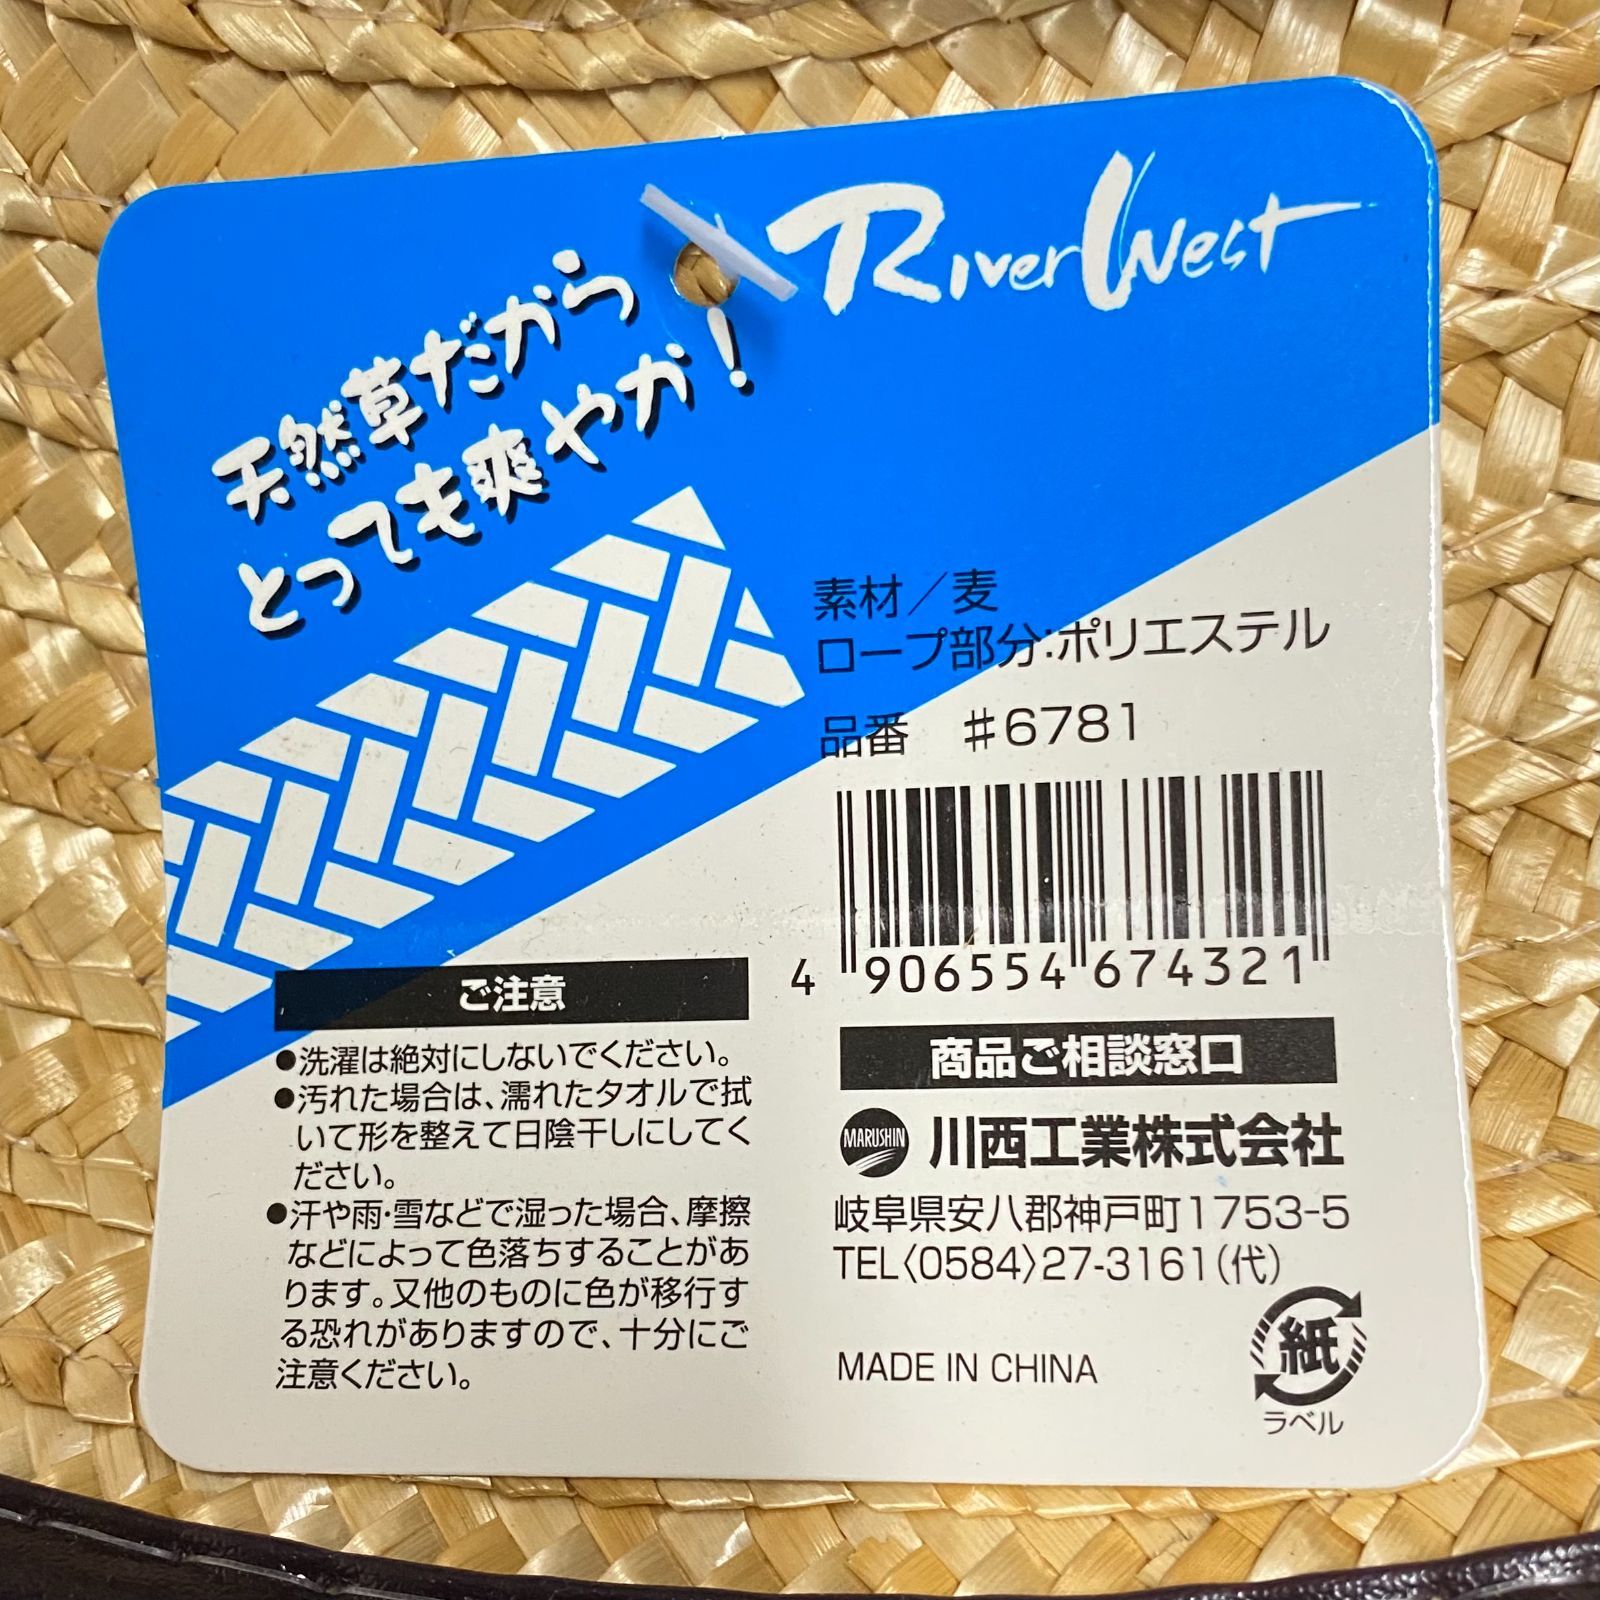 River West
天然草だから
とっても爽やか！
素材／麦
ロープ部分:ポリエステル
品番　♯6781
4 906554 674321
ご注意
●洗濯は絶対にしないでください。
●汚れた場合は、濡れたタオルで拭
いて形を整えて日陰干しにしてく
ださい。
●汗や雨・雪などで湿った場合、摩擦
などによって色落ちすることがあ
ります。又他のものに色が移行す
る恐れがありますので、十分にご
注意ください。
商品ご相談窓口
MARUSHIN 川西工業株式会社
岐阜県安八郡神戸町1753-5
TEL〈0584〉27-3161(代)
MADE IN CHINA
紙
ラベル